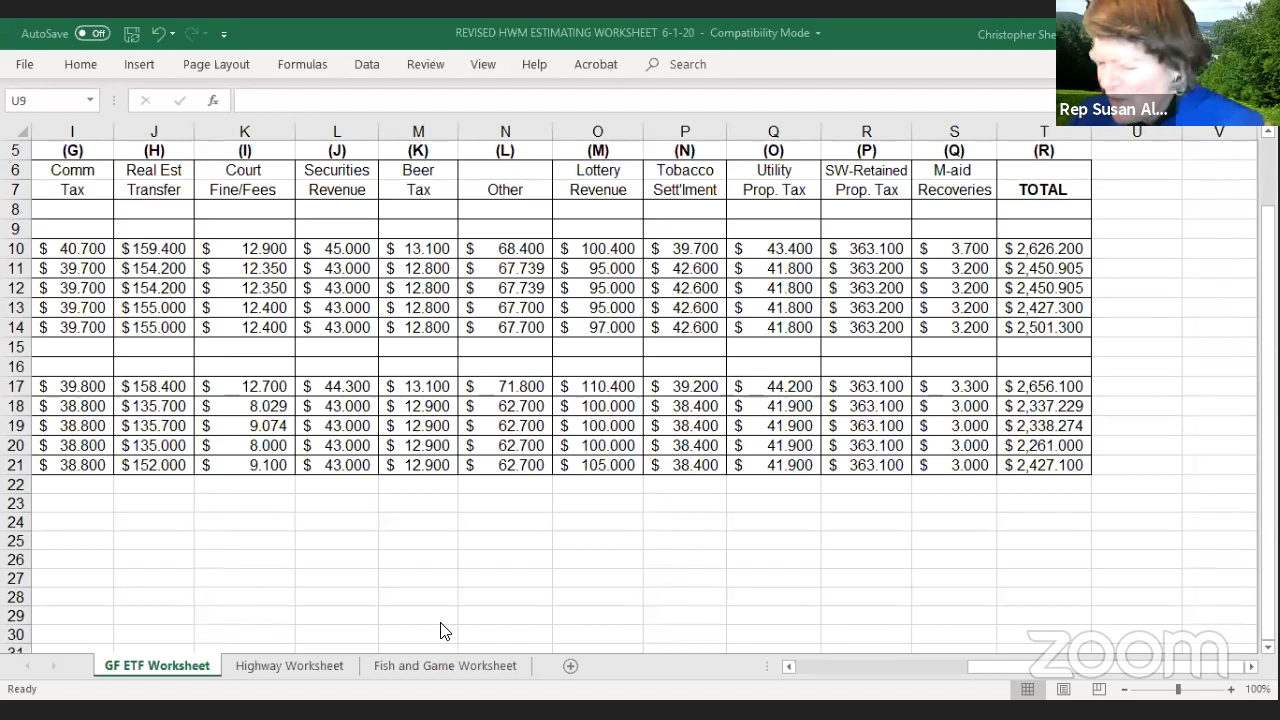 AutoSave Off REVISED HWM ESTIMATING WORKSHEET 6-1-20 - Compatibility Mode Christopher She
File Home Insert Page Layout Formulas Data Review View Help Acrobat Search
Rep Susan Al...
U9 fx
I J K L M N O P Q R S T U V
5 (G) (H) (I) (J) (K) (L) (M) (N) (O) (P) (Q) (R)
6 Comm Real Est Court Securities Beer Lottery Tobacco Utility SW-Retained M-aid
7 Tax Transfer Fine/Fees Revenue Tax Other Revenue Sett'lment Prop. Tax Prop. Tax Recoveries TOTAL
8
9
10 $ 40.700 $ 159.400 $ 12.900 $ 45.000 $ 13.100 $ 68.400 $ 100.400 $ 39.700 $ 43.400 $ 363.100 $ 3.700 $ 2,626.200
11 $ 39.700 $ 154.200 $ 12.350 $ 43.000 $ 12.800 $ 67.739 $ 95.000 $ 42.600 $ 41.800 $ 363.200 $ 3.200 $ 2,450.905
12 $ 39.700 $ 154.200 $ 12.350 $ 43.000 $ 12.800 $ 67.739 $ 95.000 $ 42.600 $ 41.800 $ 363.200 $ 3.200 $ 2,450.905
13 $ 39.700 $ 155.000 $ 12.400 $ 43.000 $ 12.800 $ 67.700 $ 95.000 $ 42.600 $ 41.800 $ 363.200 $ 3.200 $ 2,427.300
14 $ 39.700 $ 155.000 $ 12.400 $ 43.000 $ 12.800 $ 67.700 $ 97.000 $ 42.600 $ 41.800 $ 363.200 $ 3.200 $ 2,501.300
15
16
17 $ 39.800 $ 158.400 $ 12.700 $ 44.300 $ 13.100 $ 71.800 $ 110.400 $ 39.200 $ 44.200 $ 363.100 $ 3.300 $ 2,656.100
18 $ 38.800 $ 135.700 $ 8.029 $ 43.000 $ 12.900 $ 62.700 $ 100.000 $ 38.400 $ 41.900 $ 363.100 $ 3.000 $ 2,337.229
19 $ 38.800 $ 135.700 $ 9.074 $ 43.000 $ 12.900 $ 62.700 $ 100.000 $ 38.400 $ 41.900 $ 363.100 $ 3.000 $ 2,338.274
20 $ 38.800 $ 135.000 $ 8.000 $ 43.000 $ 12.900 $ 62.700 $ 100.000 $ 38.400 $ 41.900 $ 363.100 $ 3.000 $ 2,261.000
21 $ 38.800 $ 152.000 $ 9.100 $ 43.000 $ 12.900 $ 62.700 $ 105.000 $ 38.400 $ 41.900 $ 363.100 $ 3.000 $ 2,427.100
22
23
24
25
26
27
28
29
30
31
zoom
GF ETF Worksheet Highway Worksheet Fish and Game Worksheet
Ready 100%